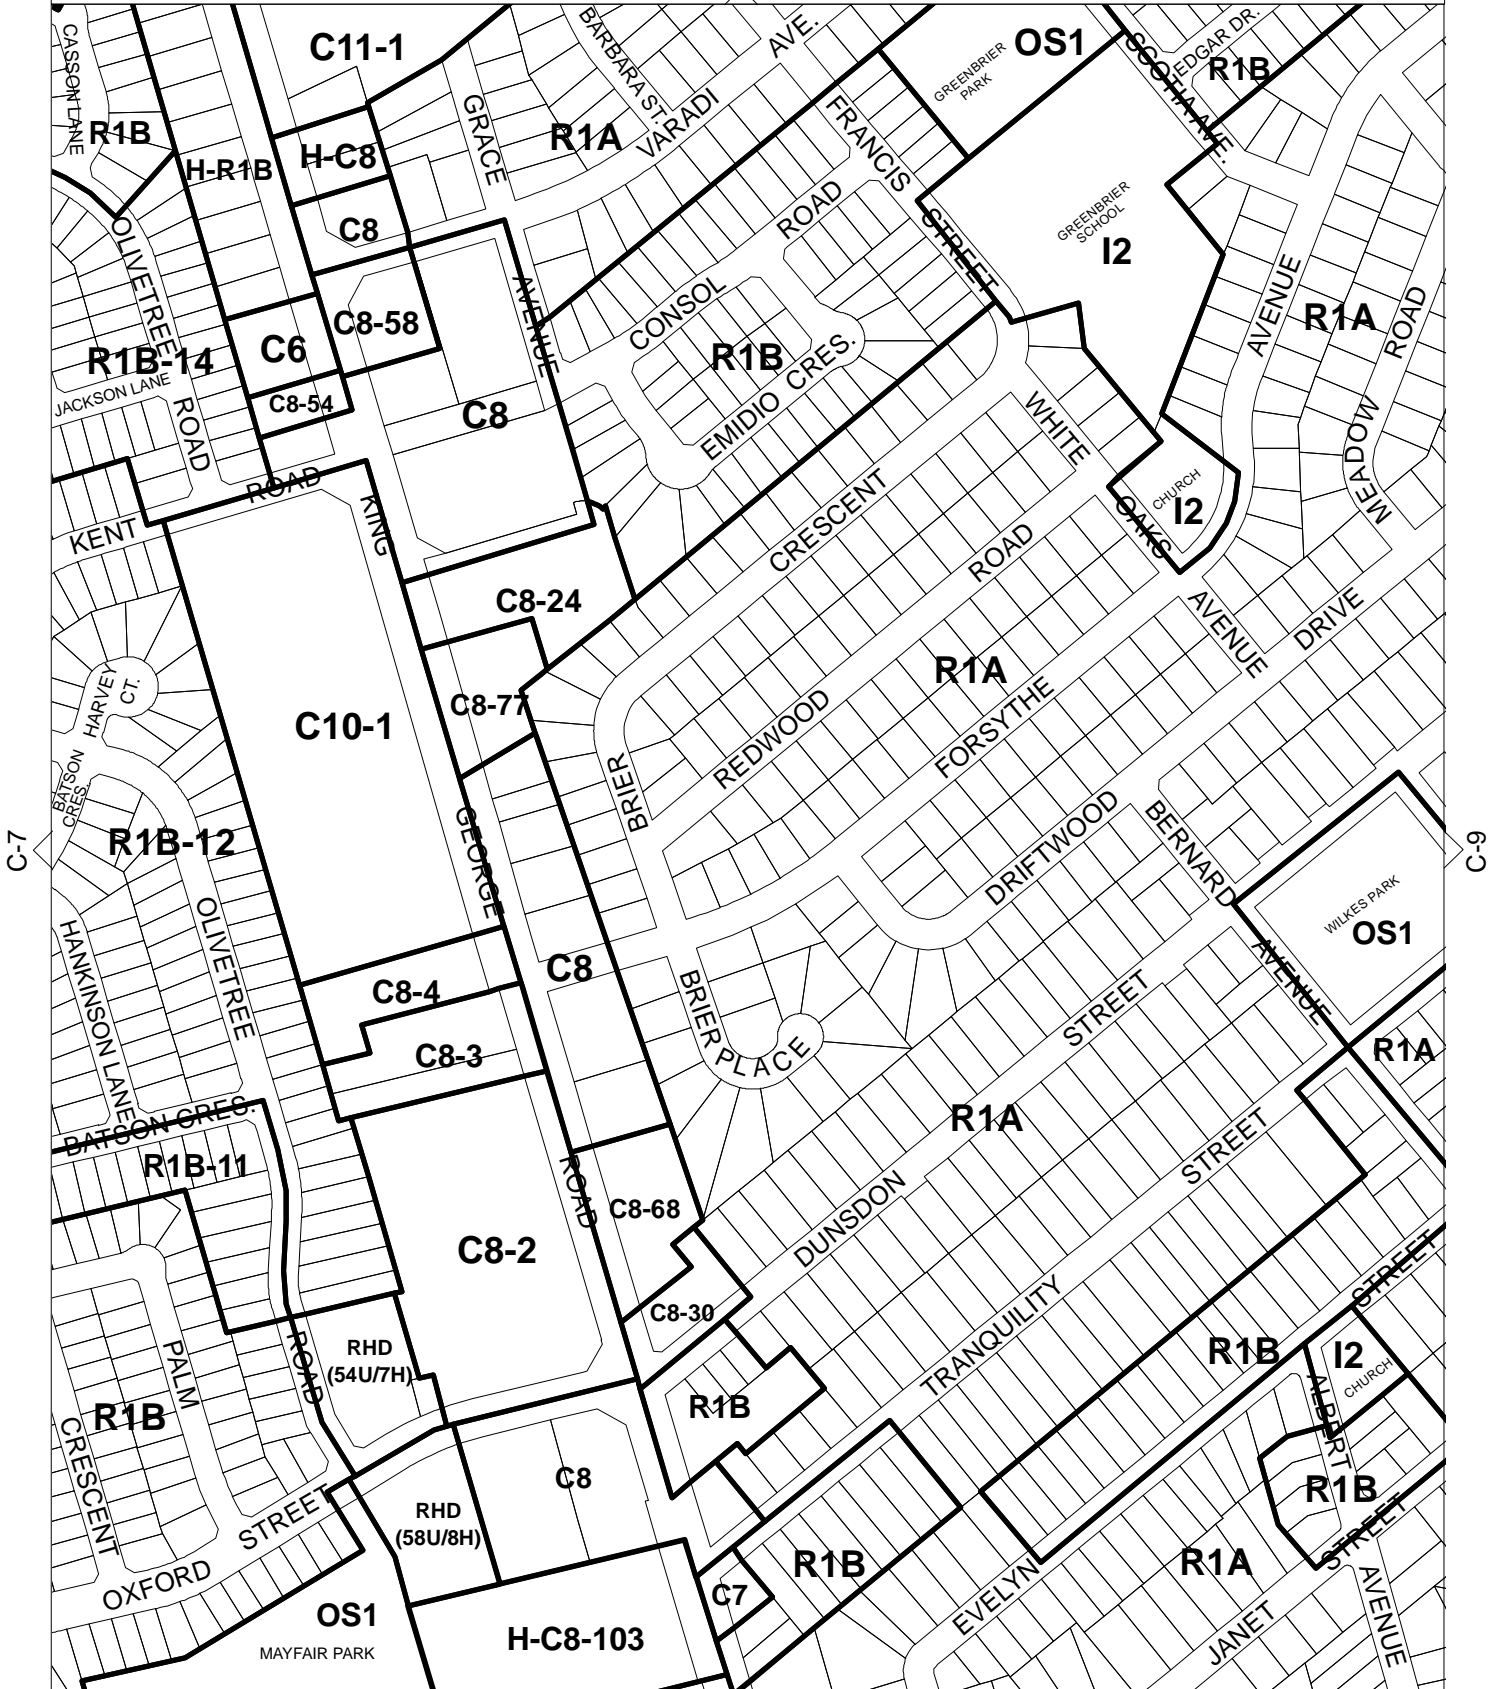 C11-1
BARBARA ST.
VARADI
AVE.
OS1
GREENBRIER
PARK
SCOTIA AVE.
EDGAR DR.
R1B
CASSON LANE
R1B
H-R1B
H-C8
GRACE
AVENUE
R1A
FRANCIS
STREET
GREENBRIER
SCHOOL
I2
C8
OLIVETREE
ROAD
CONSOL
ROAD
C8-58
C6
R1B-14
JACKSON LANE
C8-54
C8
R1B
EMIDIO CRES.
AVENUE
R1A
MEADOW
ROAD
WHITE
OAKS
AVENUE
CHURCH
I2
KENT
ROAD
KING
GEORGE
ROAD
CRESCENT
ROAD
C8-24
C8-77
R1A
DRIVE
HARVEY
CT.
C10-1
BRIER
REDWOOD
FORSYTHE
BATSON
CRES.
R1B-12
DRIFTWOOD
BERNARD
AVENUE
C-7
C-9
WILKES PARK
OS1
HANKINSON LANE
OLIVETREE
C8-4
C8
BRIER PLACE
STREET
C8-3
R1A
R1A
BATSON CRES.
R1B-11
STREET
C8-68
C8-2
DUNSDON
C8-30
TRANQUILITY
STREET
R1B
I2
CHURCH
PALM
CRESCENT
ROAD
RHD
(54U/7H)
R1B
R1B
ALBERT
C8
R1B
RHD
(58U/8H)
STREET
OXFORD
STREET
R1B
R1A
C7
EVELYN
JANET
AVENUE
OS1
MAYFAIR PARK
H-C8-103